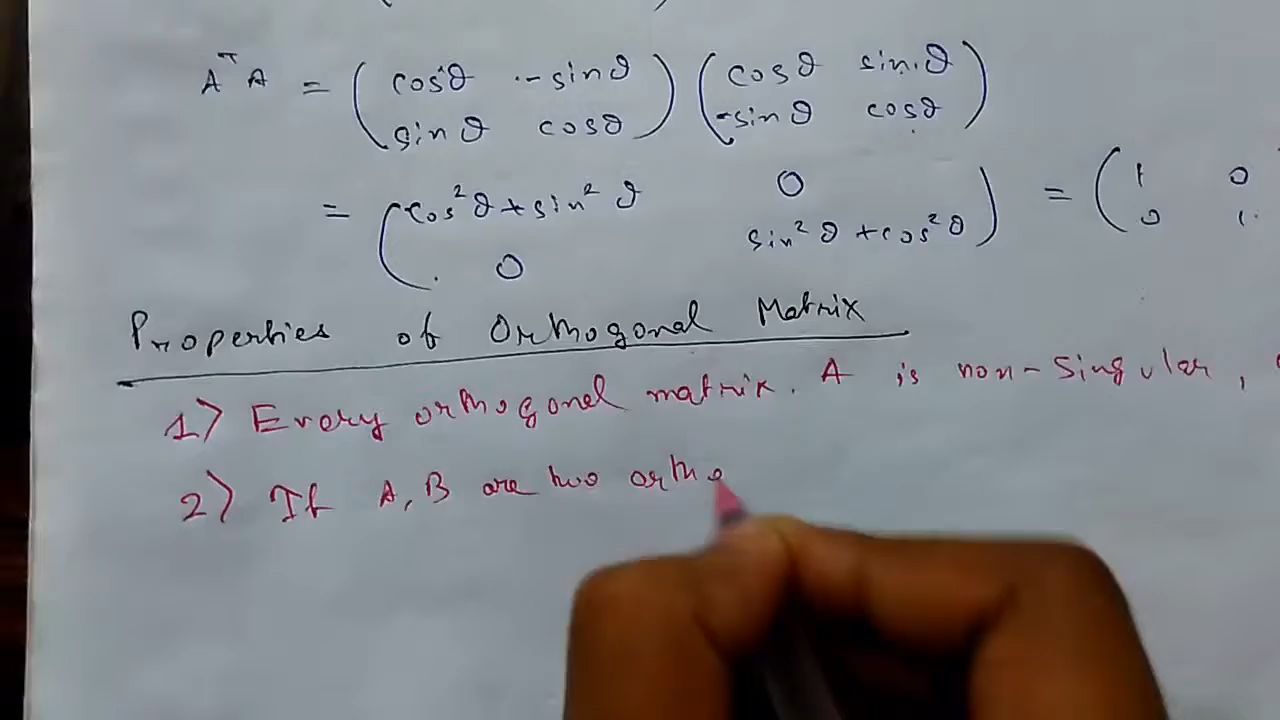 AᵀA = ( cosθ -sinθ ) ( cosθ sinθ )
( sinθ cosθ ) ( -sinθ cosθ )
= ( cos²θ + sin²θ 0 ) = ( 1 0
( 0 sin²θ + cos²θ ) ( 0 1
Properties of Orthogonal Matrix
1) Every orthogonal matrix. A is non-singular,
2) If A, B are two ortho